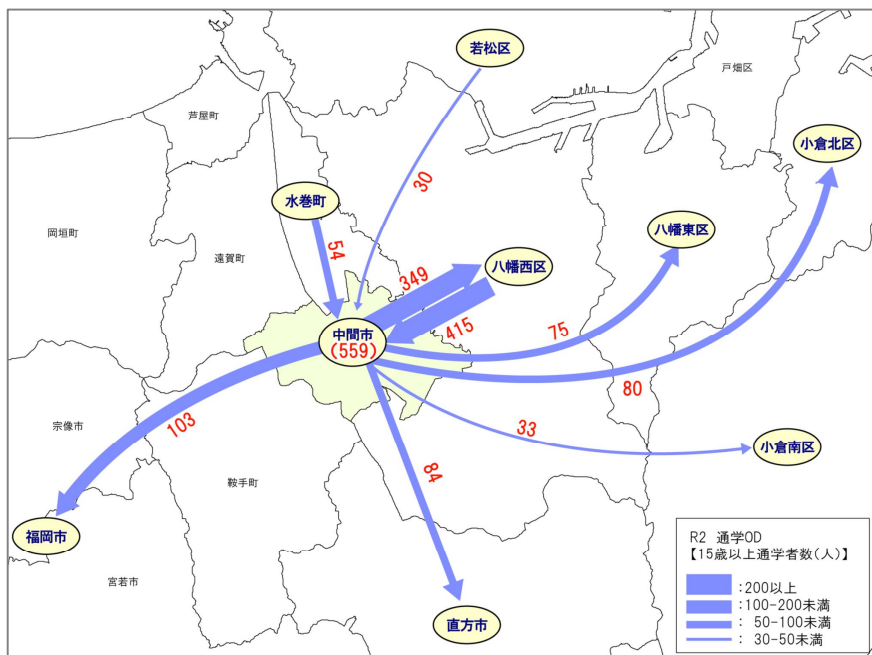 若松区
戸畑区
芦屋町
小倉北区
30
水巻町
岡垣町
54
八幡東区
遠賀町
349
八幡西区
415
75
中間市
(559)
80
103
33
宗像市
小倉南区
84
鞍手町
福岡市
宮若市
直方市
R2 通学OD
【15歳以上通学者数(人)】
:200以上
:100-200未満
: 50-100未満
: 30-50未満